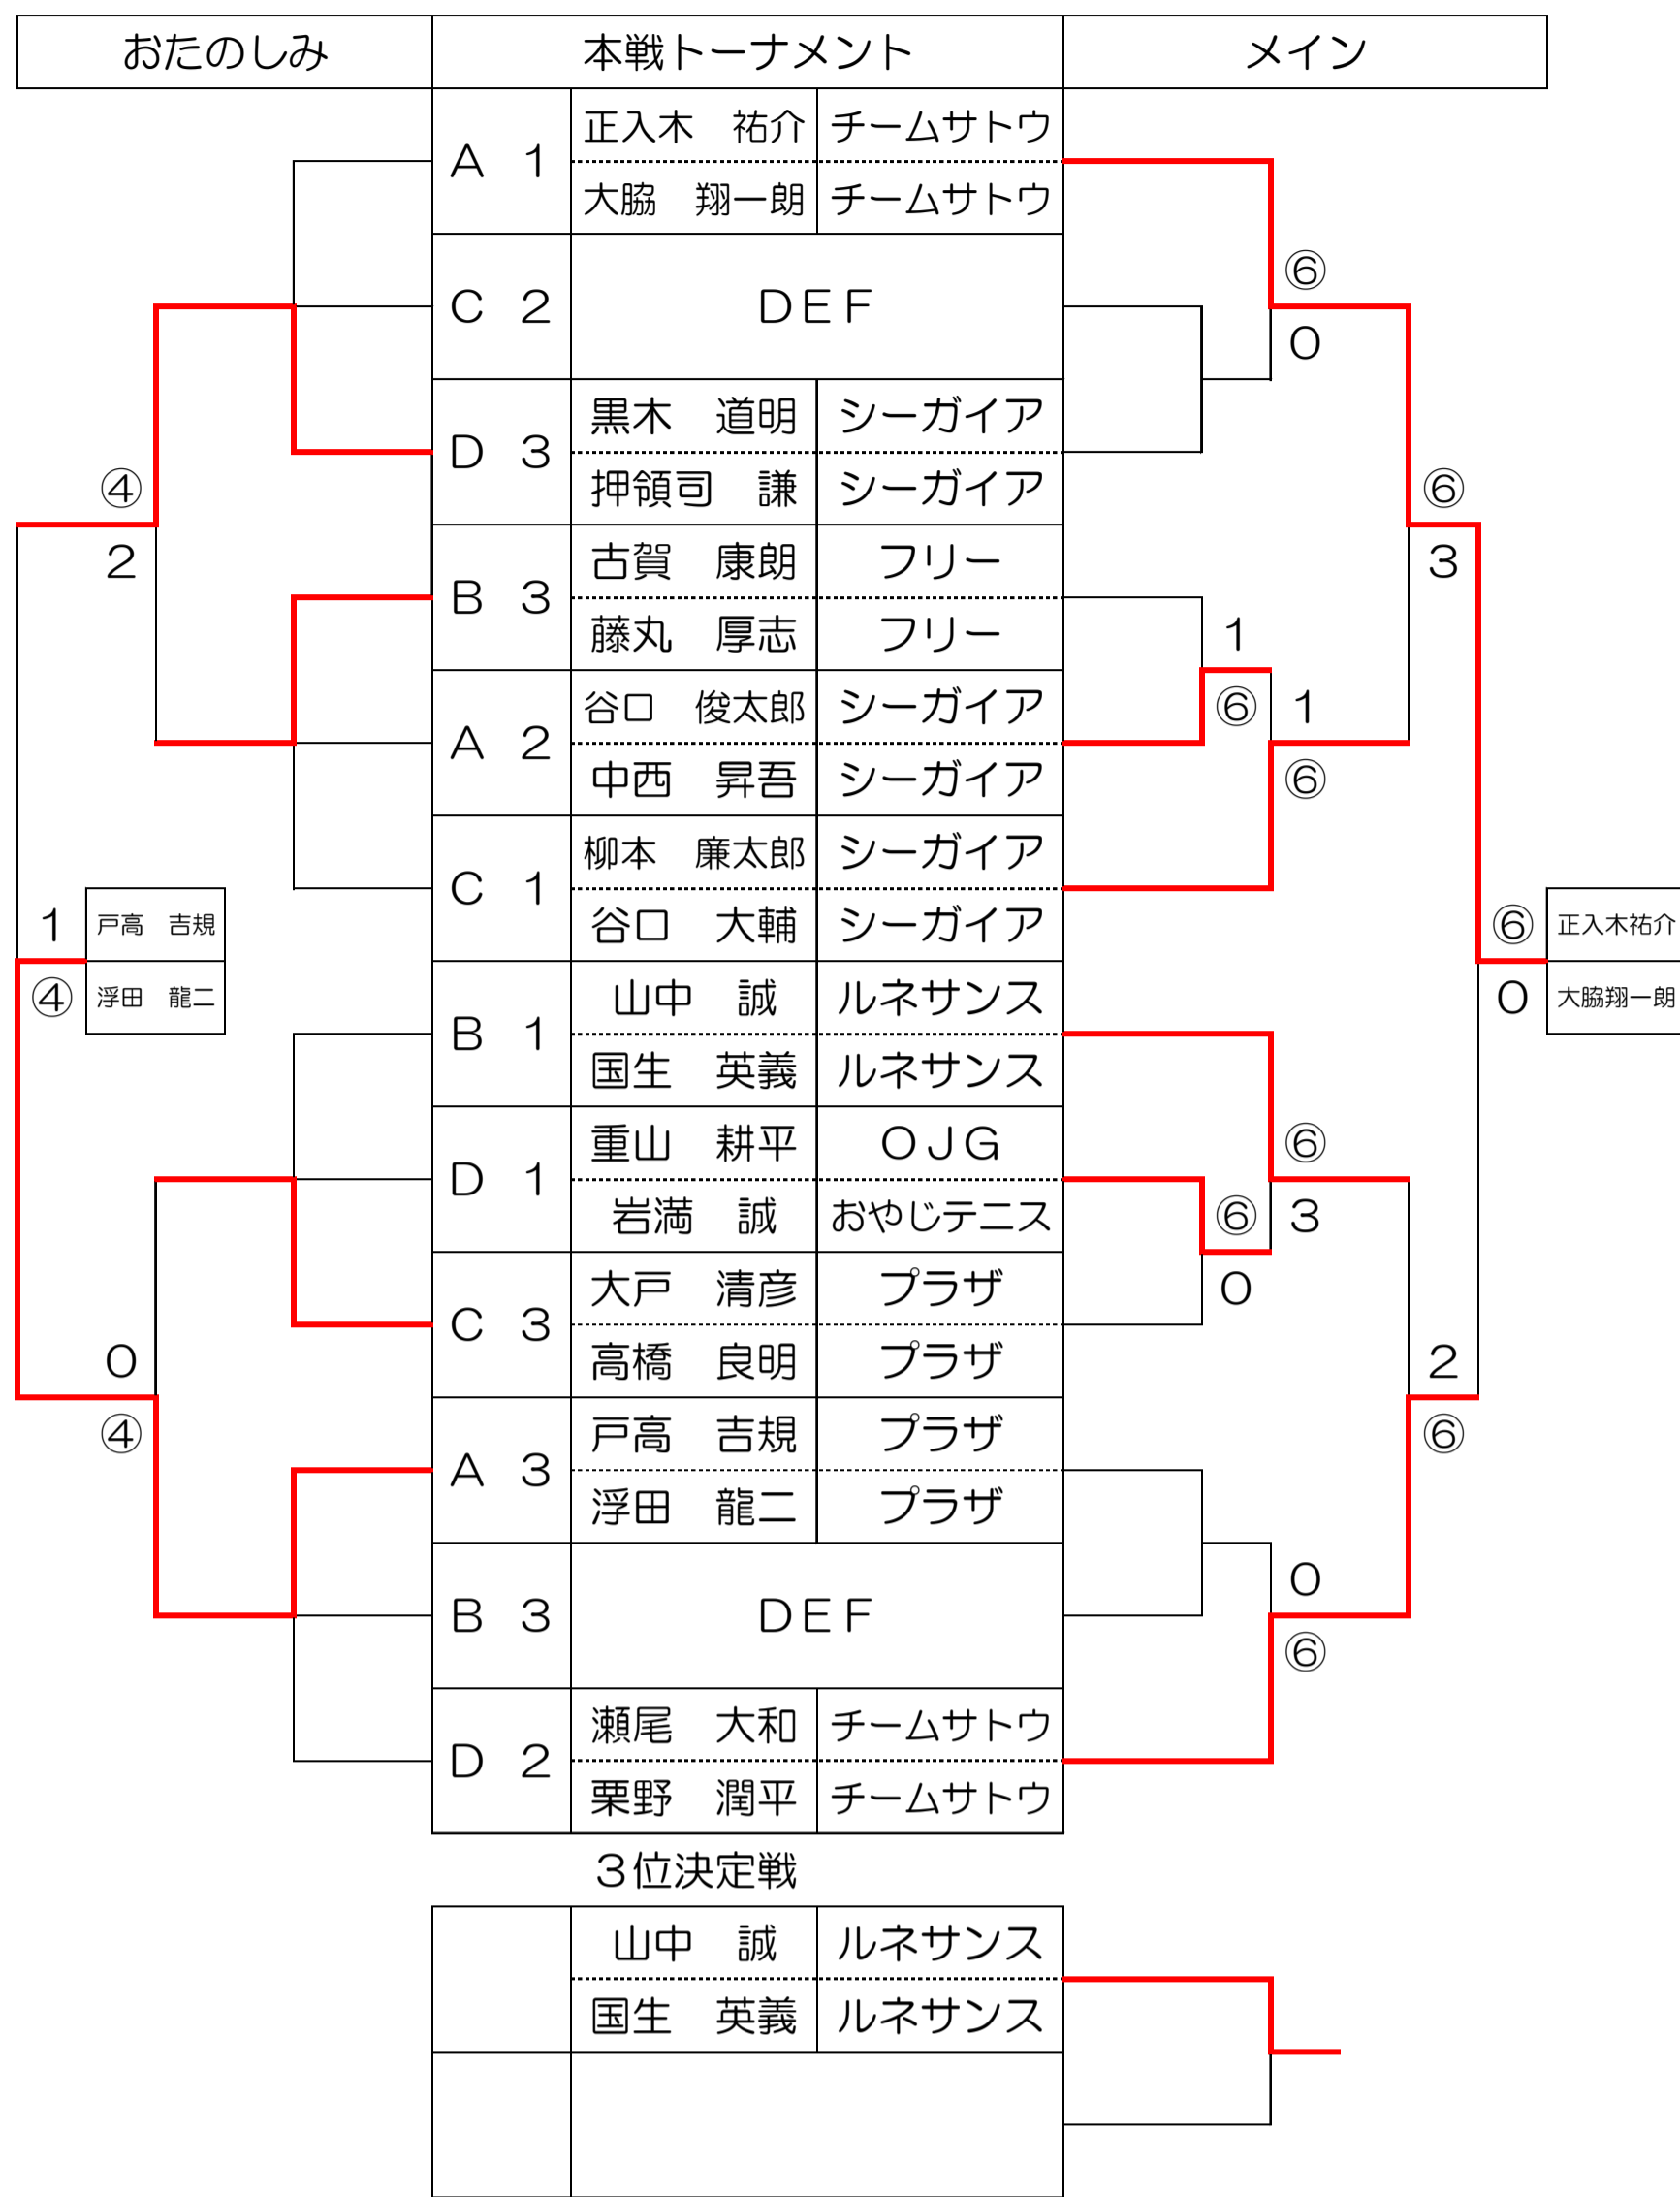 おたのしみ 本戦トーナメント メイン
正入木　祐介 チームサトウ
Ａ　１
大脇　翔一朗 チームサトウ
⑥
Ｃ　２ ＤＥＦ
０
黒木　道明 シーガイア
Ｄ　３
④ 押領司　謙 シーガイア ⑥
２ 古賀　康朗 フリー ３
Ｂ　３
藤丸　厚志 フリー １
谷口　俊太郎 シーガイア ⑥ １
Ａ　２
中西　昇吾 シーガイア ⑥
柳本　廉太郎 シーガイア
Ｃ　１
１ 戸高　吉規 谷口　大輔 シーガイア ⑥ 正入木祐介
④ 浮田　龍二 山中　誠 ルネサンス ０ 大脇翔一朗
Ｂ　１
国生　英義 ルネサンス
重山　耕平 ＯＪＧ ⑥
Ｄ　１
岩満　誠 おやじテニス ⑥ ３
大戸　清彦 プラザ ０
Ｃ　３
０ 高橋　良明 プラザ ２
④ 戸高　吉規 プラザ ⑥
Ａ　３
浮田　龍二 プラザ
０
Ｂ　３ ＤＥＦ
⑥
瀬尾　大和 チームサトウ
Ｄ　２
栗野　潤平 チームサトウ
３位決定戦
山中　誠 ルネサンス
国生　英義 ルネサンス